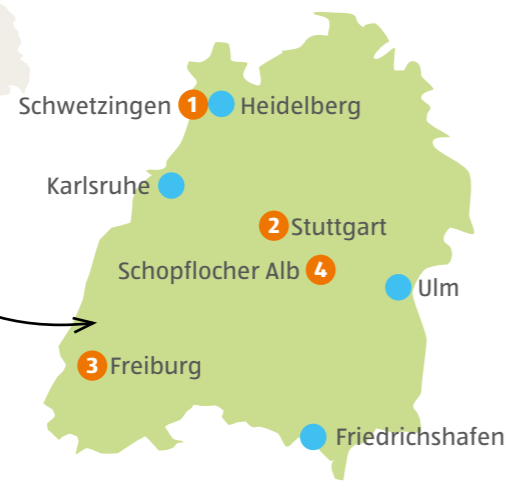 Schwetzingen 1 Heidelberg
Karlsruhe
2 Stuttgart
Schopflocher Alb 4
Ulm
3 Freiburg
Friedrichshafen